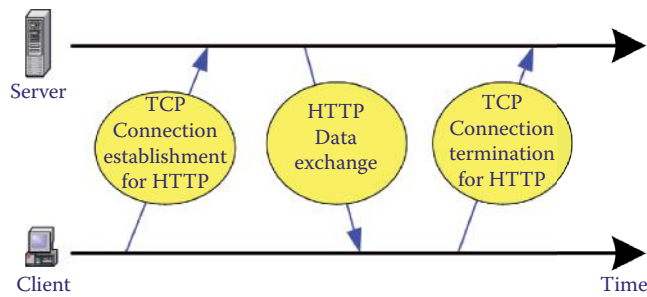 Server
TCP
Connection
establishment
for HTTP
HTTP
Data
exchange
TCP
Connection
termination
for HTTP
Client
Time